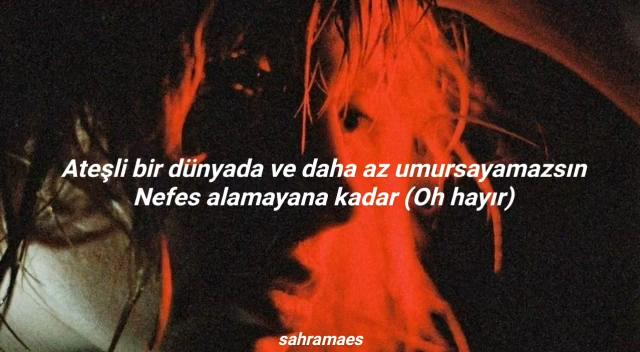 Ateşli bir dünyada ve daha az umursayamazsın
Nefes alamayana kadar (Oh hayır)
sahramaes